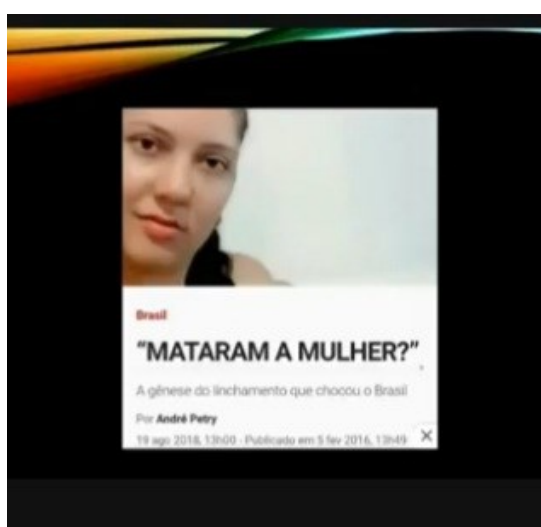 Brasil
“MATARAM A MULHER?”
A gênese do linchamento que chocou o Brasil
Por André Petry
19 ago 2018, 13h00 - Publicado em 5 fev 2016, 13h49